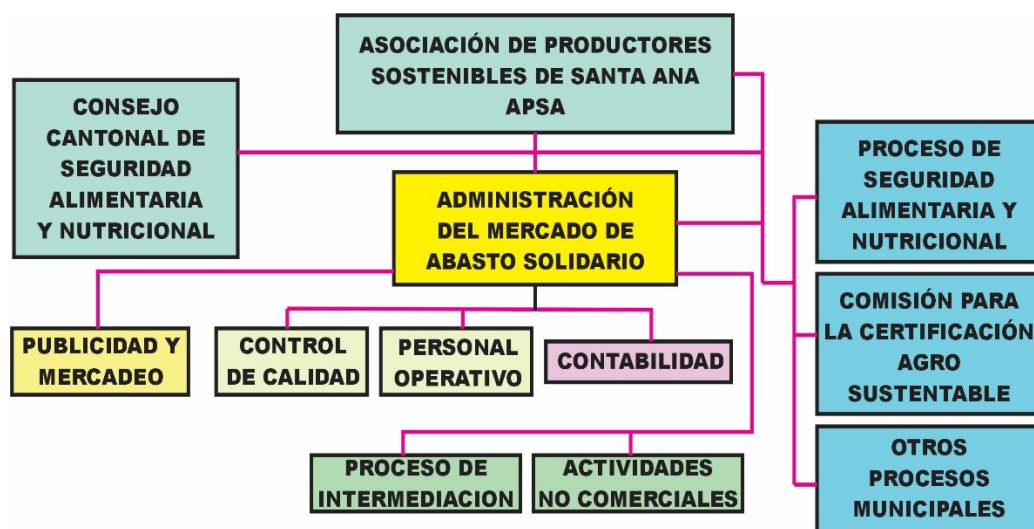 ASOCIACIÓN DE PRODUCTORES
SOSTENIBLES DE SANTA ANA
APSA
CONSEJO
CANTONAL DE
SEGURIDAD
ALIMENTARIA
Y NUTRICIONAL
PROCESO DE
SEGURIDAD
ALIMENTARIA Y
NUTRICIONAL
ADMINISTRACIÓN
DEL MERCADO DE
ABASTO SOLIDARIO
COMISIÓN PARA
LA CERTIFICACIÓN
AGRO
SUSTENTABLE
PUBLICIDAD Y
MERCADEO
CONTROL
DE CALIDAD
PERSONAL
OPERATIVO
CONTABILIDAD
PROCESO DE
INTERMEDIACION
ACTIVIDADES
NO COMERCIALES
OTROS
PROCESOS
MUNICIPALES